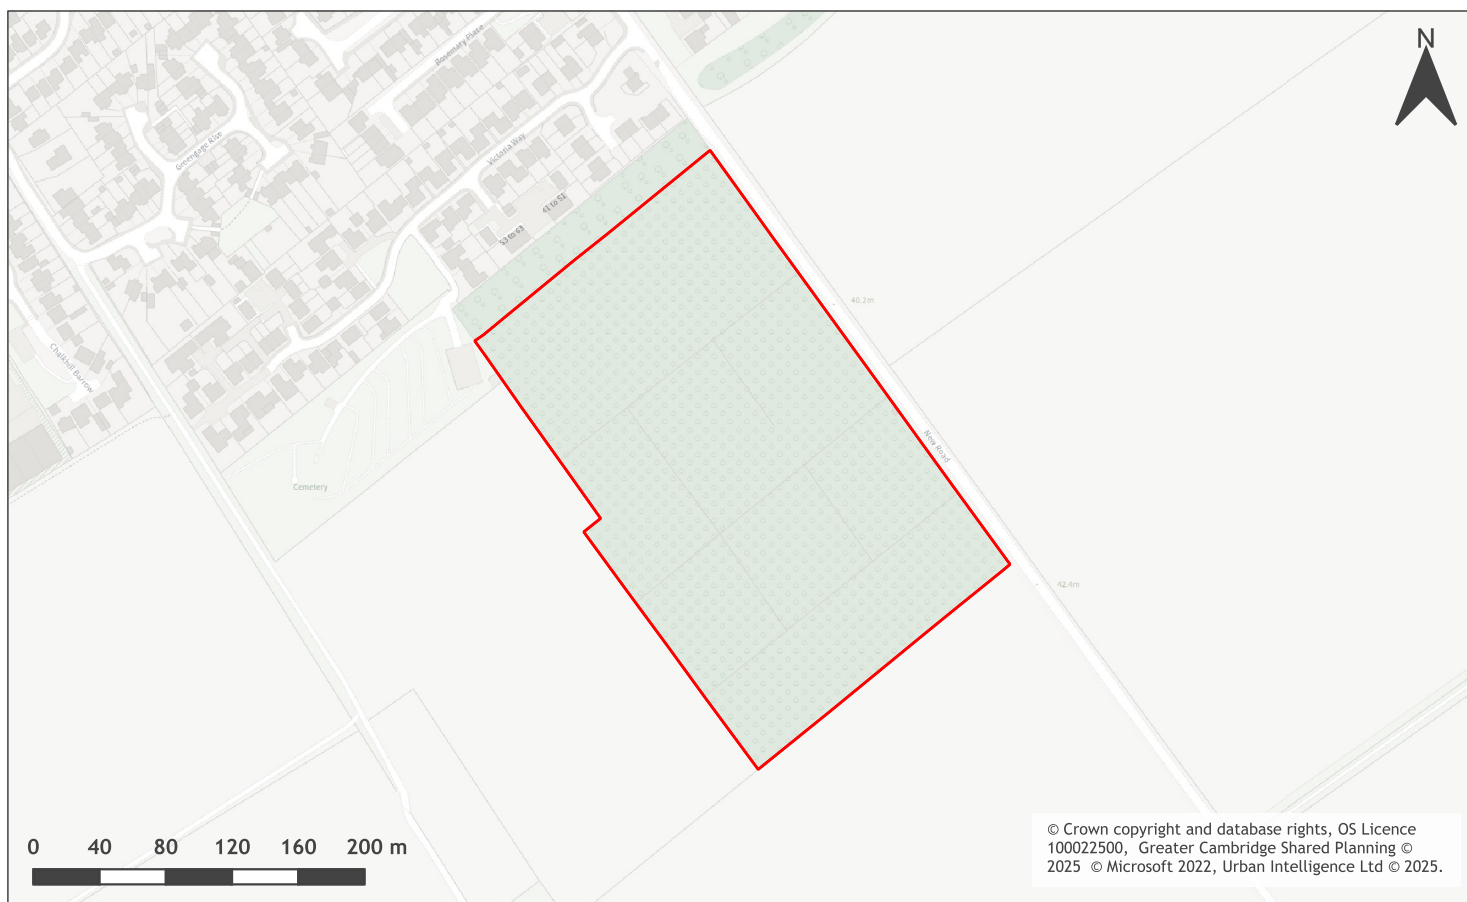 N
Rosemary Place
Greengage Rise
Victoria Way
41 to 51
53 to 63
40.2m
Chalkhill Barrow
New Road
Cemetery
42.4m
0 40 80 120 160 200 m
© Crown copyright and database rights, OS Licence
100022500, Greater Cambridge Shared Planning ©
2025 © Microsoft 2022, Urban Intelligence Ltd © 2025.